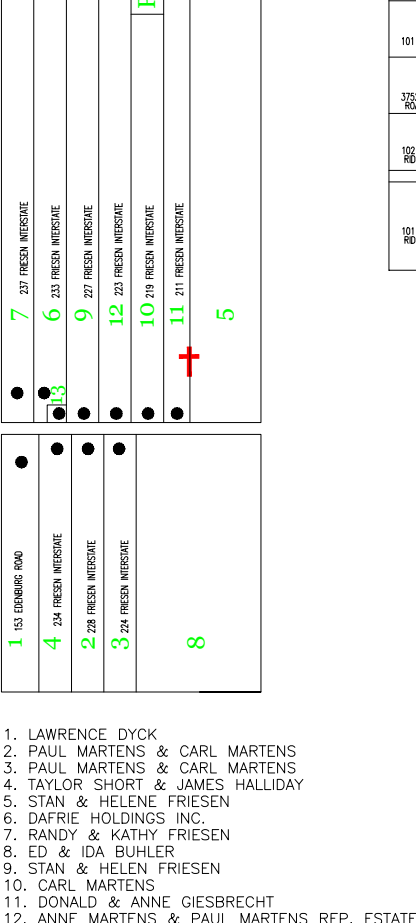 101
3752
ROA
102
RID
101
RID
7 237 FRIESEN INTERSTATE
6 233 FRIESEN INTERSTATE
9 227 FRIESEN INTERSTATE
12 223 FRIESEN INTERSTATE
10 219 FRIESEN INTERSTATE
11 211 FRIESEN INTERSTATE
5
13
1 153 EDENBURG ROAD
4 234 FRIESEN INTERSTATE
2 228 FRIESEN INTERSTATE
3 224 FRIESEN INTERSTATE
8
1. LAWRENCE DYCK
2. PAUL MARTENS & CARL MARTENS
3. PAUL MARTENS & CARL MARTENS
4. TAYLOR SHORT & JAMES HALLIDAY
5. STAN & HELENE FRIESEN
6. DAFRIE HOLDINGS INC.
7. RANDY & KATHY FRIESEN
8. ED & IDA BUHLER
9. STAN & HELEN FRIESEN
10. CARL MARTENS
11. DONALD & ANNE GIESBRECHT
12. ANNE MARTENS & PAUL MARTENS REP. ESTATE